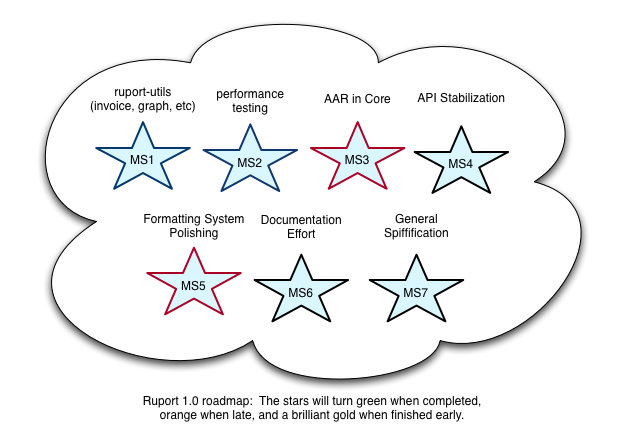 ruport-utils
(invoice, graph, etc)
performance
testing
AAR in Core
API Stabilization
MS1
MS2
MS3
MS4
Formatting System
Polishing
Documentation
Effort
General
Spiffification
MS5
MS6
MS7
Ruport 1.0 roadmap:  The stars will turn green when completed,
orange when late, and a brilliant gold when finished early.